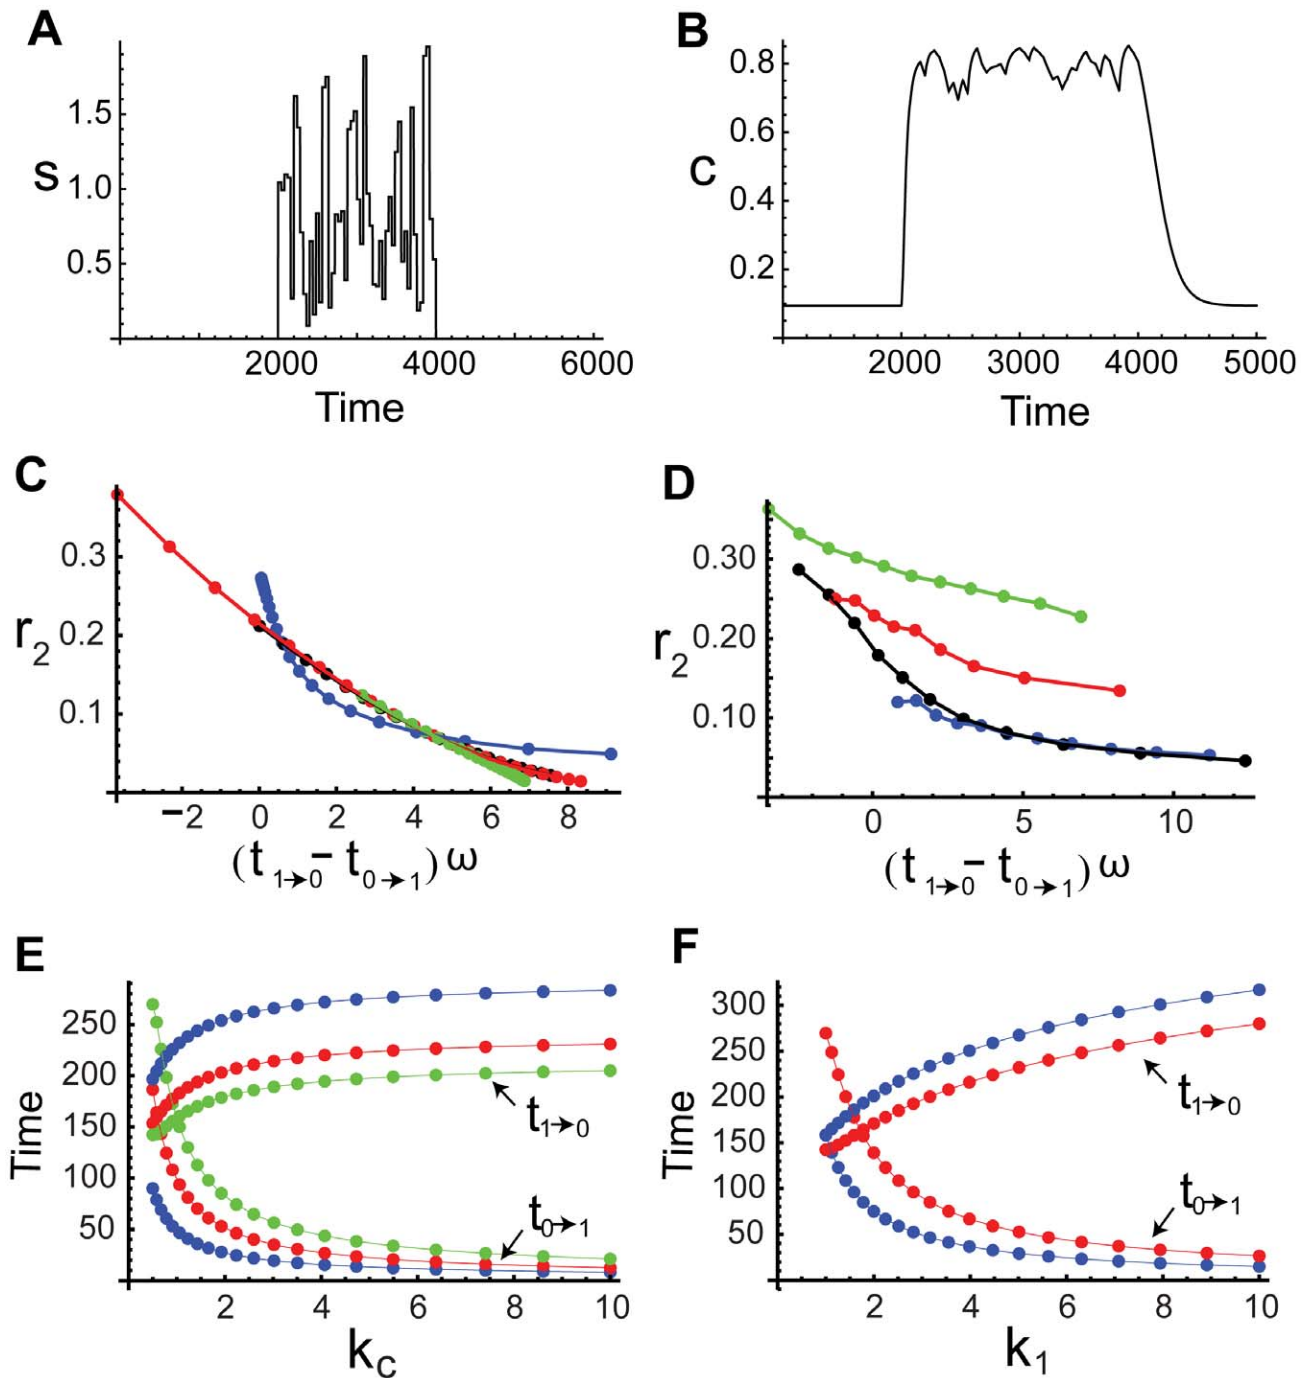 A
S
1.5
1.0
0.5
2000 4000 6000
Time
B
C
0.8
0.6
0.4
0.2
2000 3000 4000 5000
Time
C
r2
0.3
0.2
0.1
−2 0 2 4 6 8
(t1→0 − t0→1) ω
D
r2
0.30
0.20
0.10
0 5 10
(t1→0 − t0→1) ω
E
Time
250
200
150
100
50
t1→0
t0→1
2 4 6 8 10
kC
F
Time
300
250
200
150
100
50
t1→0
t0→1
2 4 6 8 10
k1